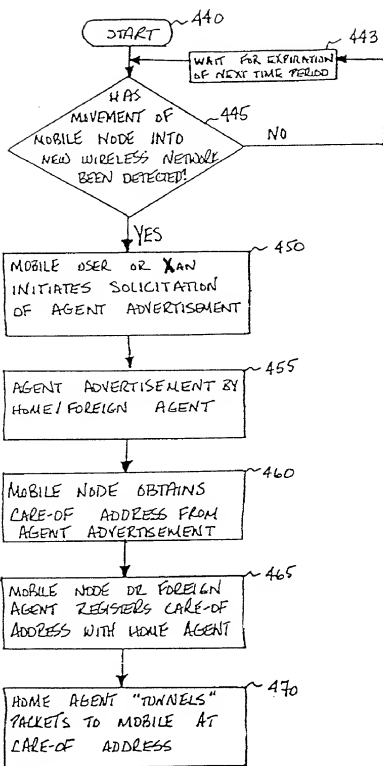 START
440
443
WAIT FOR EXPIRATION
OF NEXT TIME PERIOD
HAS
MOVEMENT OF
MOBILE NODE INTO
NEW WIRELESS NETWORK
BEEN DETECTED?
445
NO
YES
450
MOBILE USER OR XAN
INITIATES SOLICITATION
OF AGENT ADVERTISEMENT
455
AGENT ADVERTISEMENT BY
HOME/FOREIGN AGENT
460
MOBILE NODE OBTAINS
CARE-OF ADDRESS FROM
AGENT ADVERTISEMENT
465
MOBILE NODE OR FOREIGN
AGENT REGISTERS CARE-OF
ADDRESS WITH HOME AGENT
470
HOME AGENT "TUNNELS"
PACKETS TO MOBILE AT
CARE-OF ADDRESS